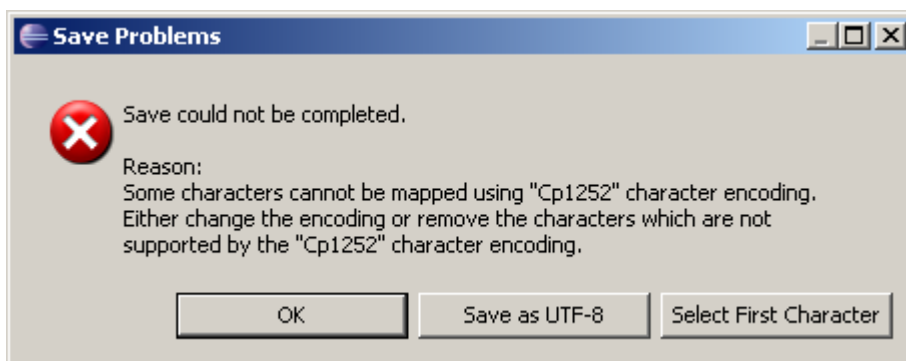 Save Problems
Save could not be completed.
Reason:
Some characters cannot be mapped using "Cp1252" character encoding.
Either change the encoding or remove the characters which are not
supported by the "Cp1252" character encoding.
OK
Save as UTF-8
Select First Character